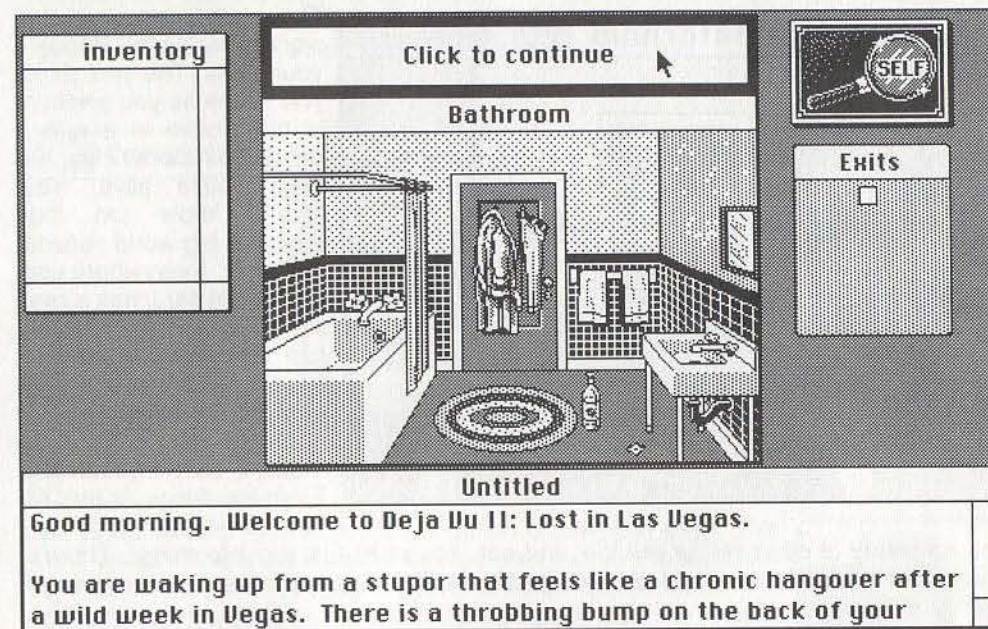 inventory
Click to continue
SELF
Bathroom
Exits
Untitled
Good morning. Welcome to Deja Vu II: Lost in Las Vegas.
You are waking up from a stupor that feels like a chronic hangover after
a wild week in Vegas. There is a throbbing bump on the back of your